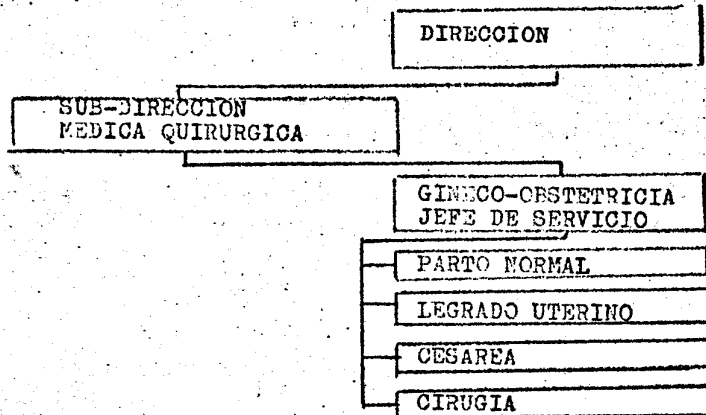 DIRECCION
SUB-DIRECCION
MEDICA QUIRURGICA
GINECO-OBSTETRICIA
JEFE DE SERVICIO
PARTO NORMAL
LEGRADO UTERINO
CESAREA
CIRUGIA